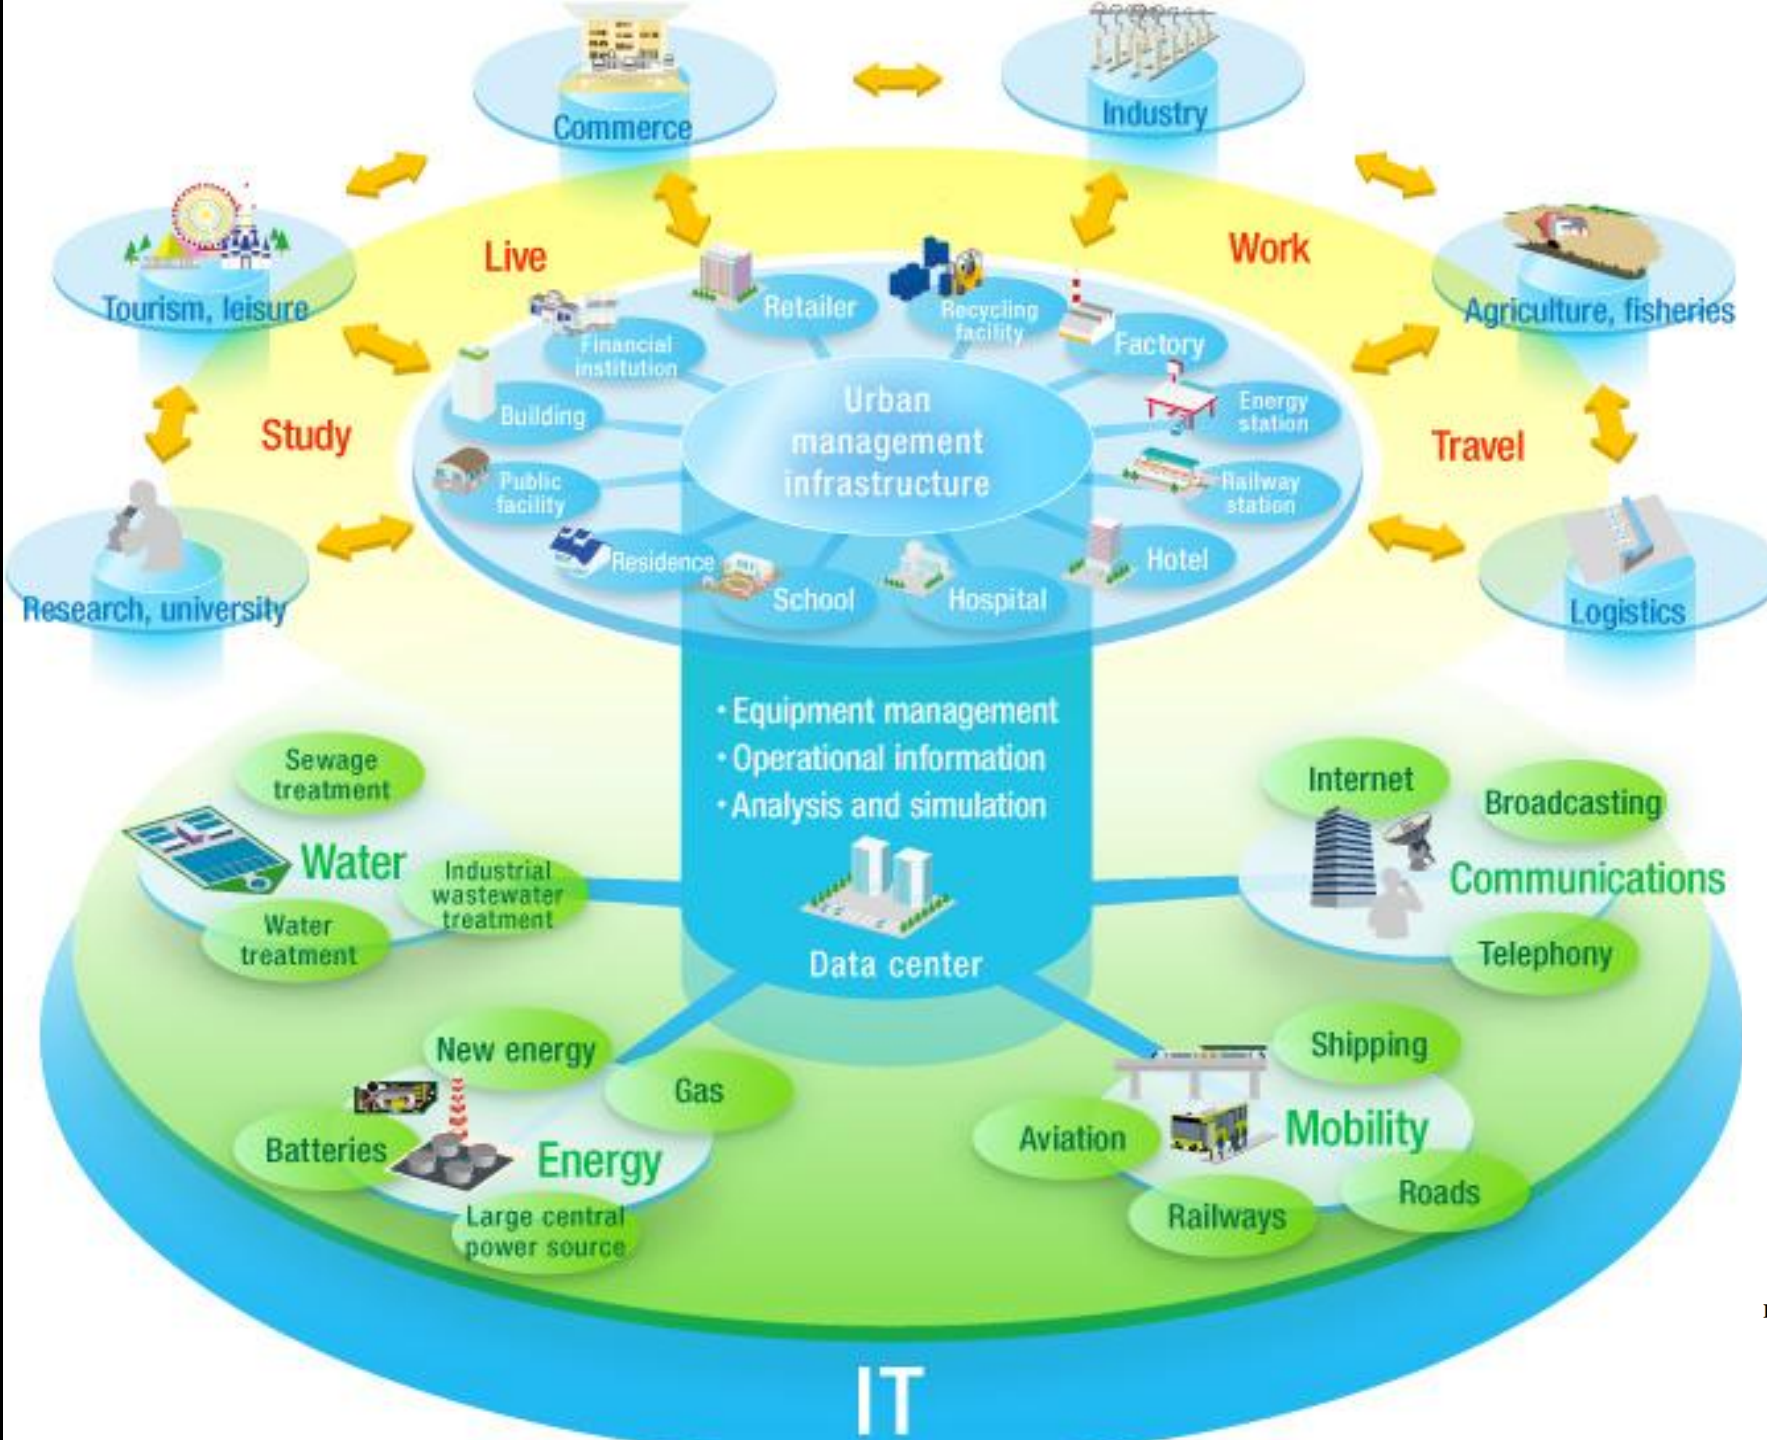 Commerce
Industry
Tourism, leisure
Agriculture, fisheries
Research, university
Logistics
Live
Work
Study
Travel
Retailer
Recycling
facility
Financial
institution
Factory
Building
Energy
station
Public
facility
Railway
station
Residence
School
Hospital
Hotel
Urban
management
infrastructure
• Equipment management
• Operational information
• Analysis and simulation
Data center
Sewage
treatment
Water
Industrial
wastewater
treatment
Water
treatment
Internet
Broadcasting
Communications
Telephony
New energy
Gas
Batteries
Energy
Large central
power source
Shipping
Aviation
Mobility
Roads
Railways
IT